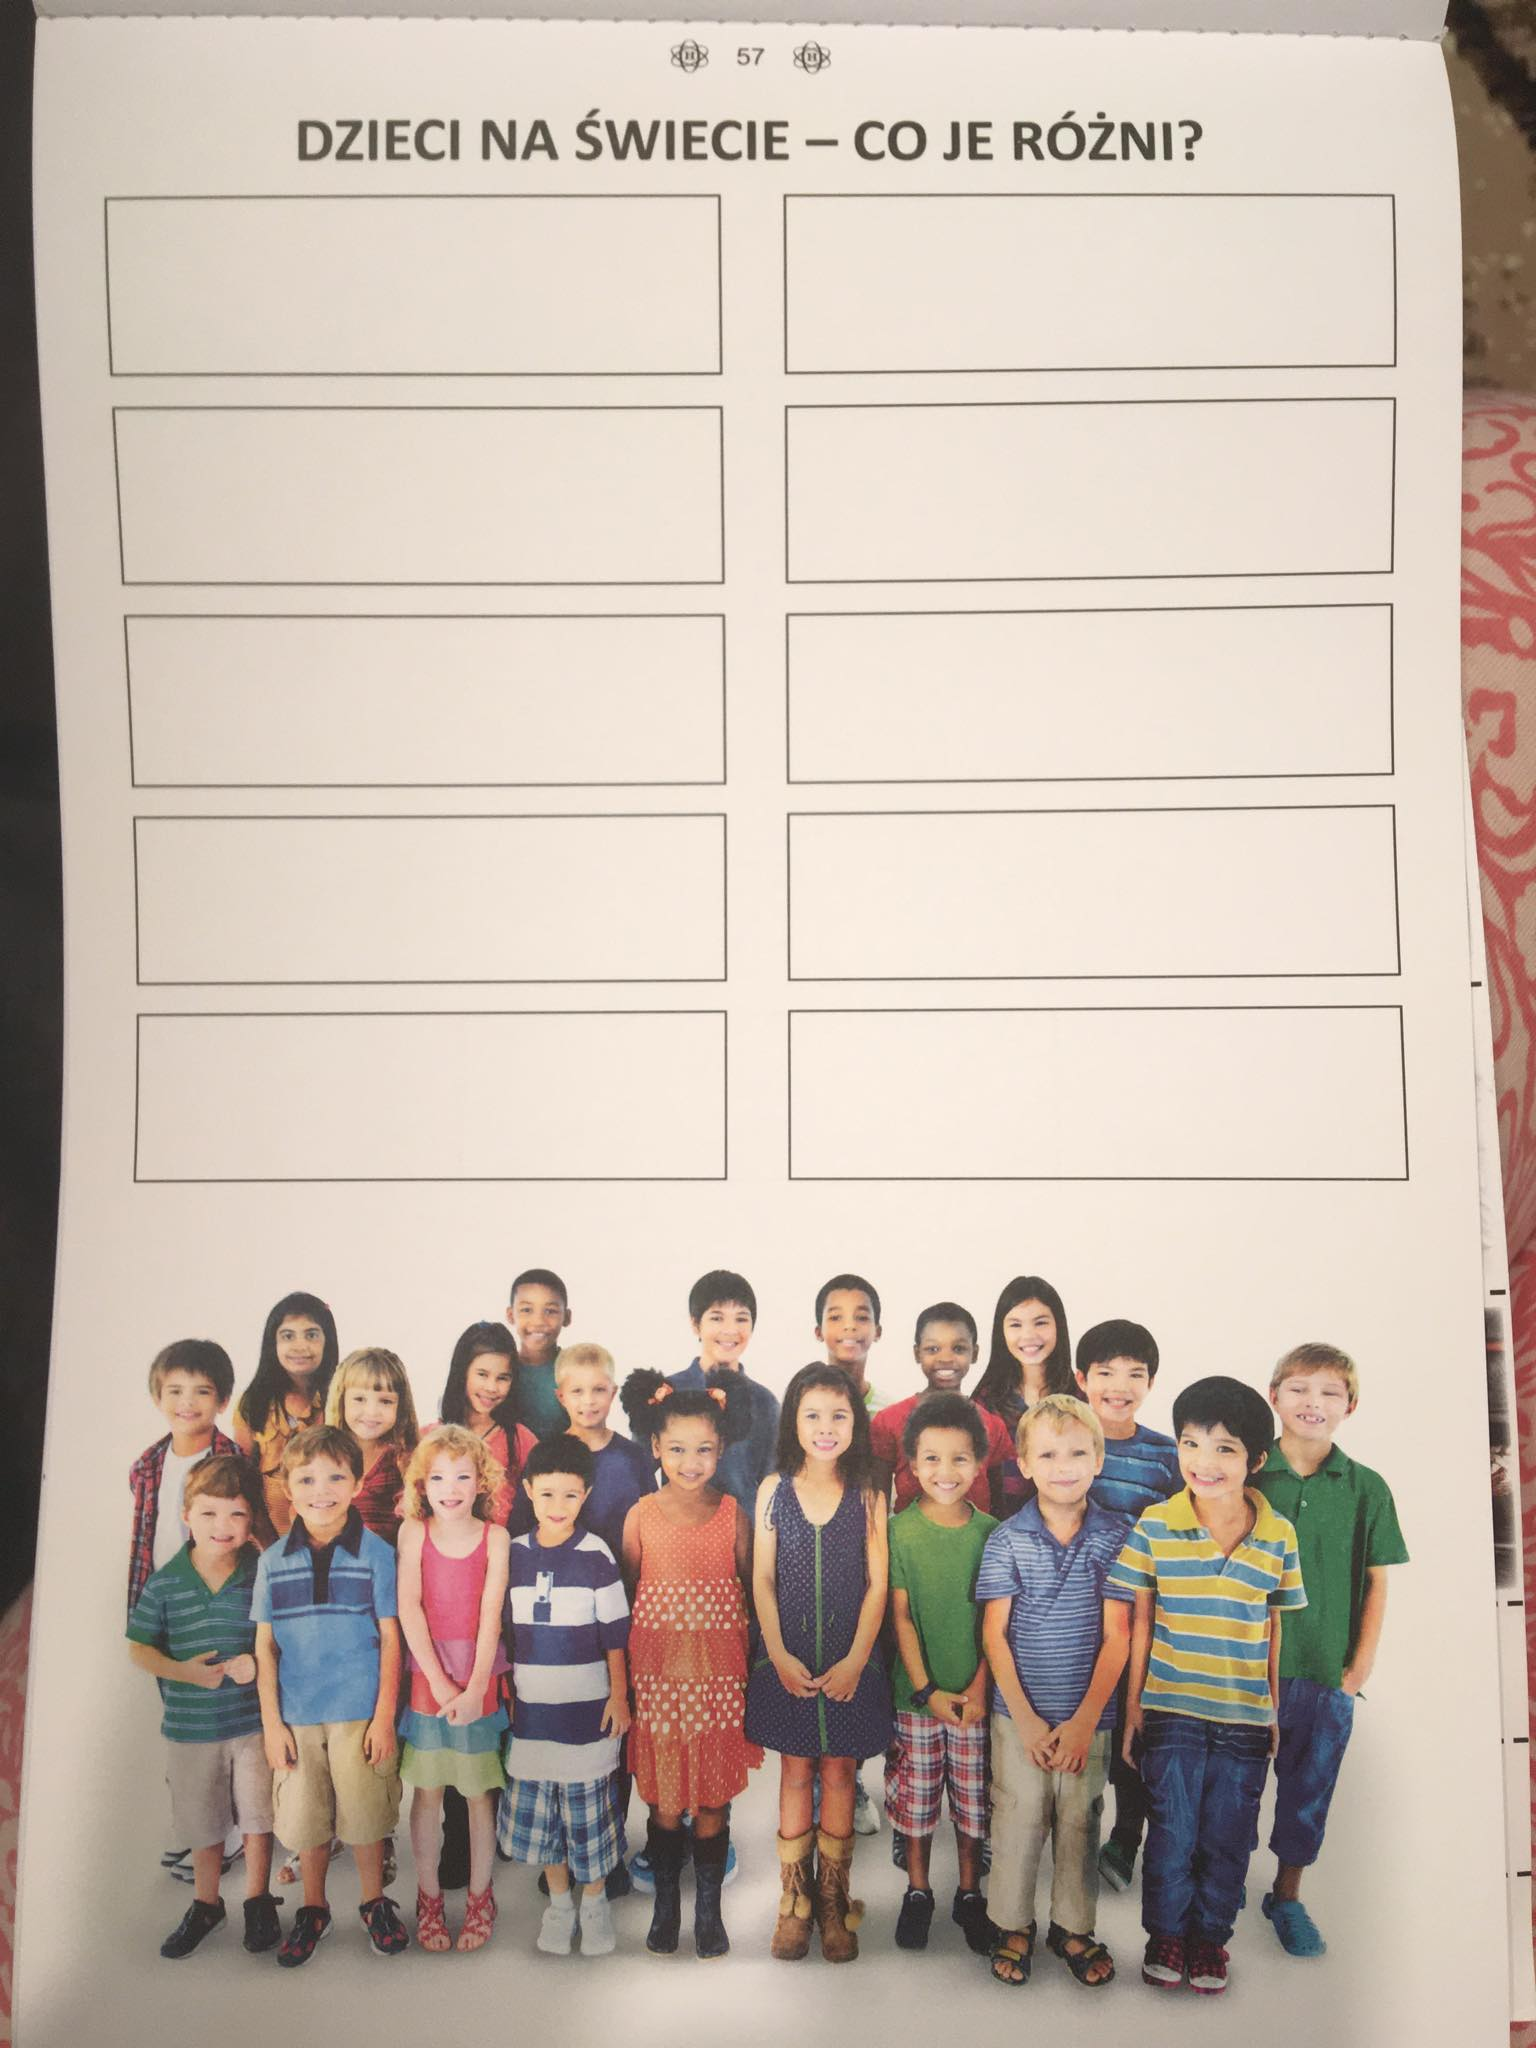 57
DZIECI NA ŚWIECIE – CO JE RÓŻNI?